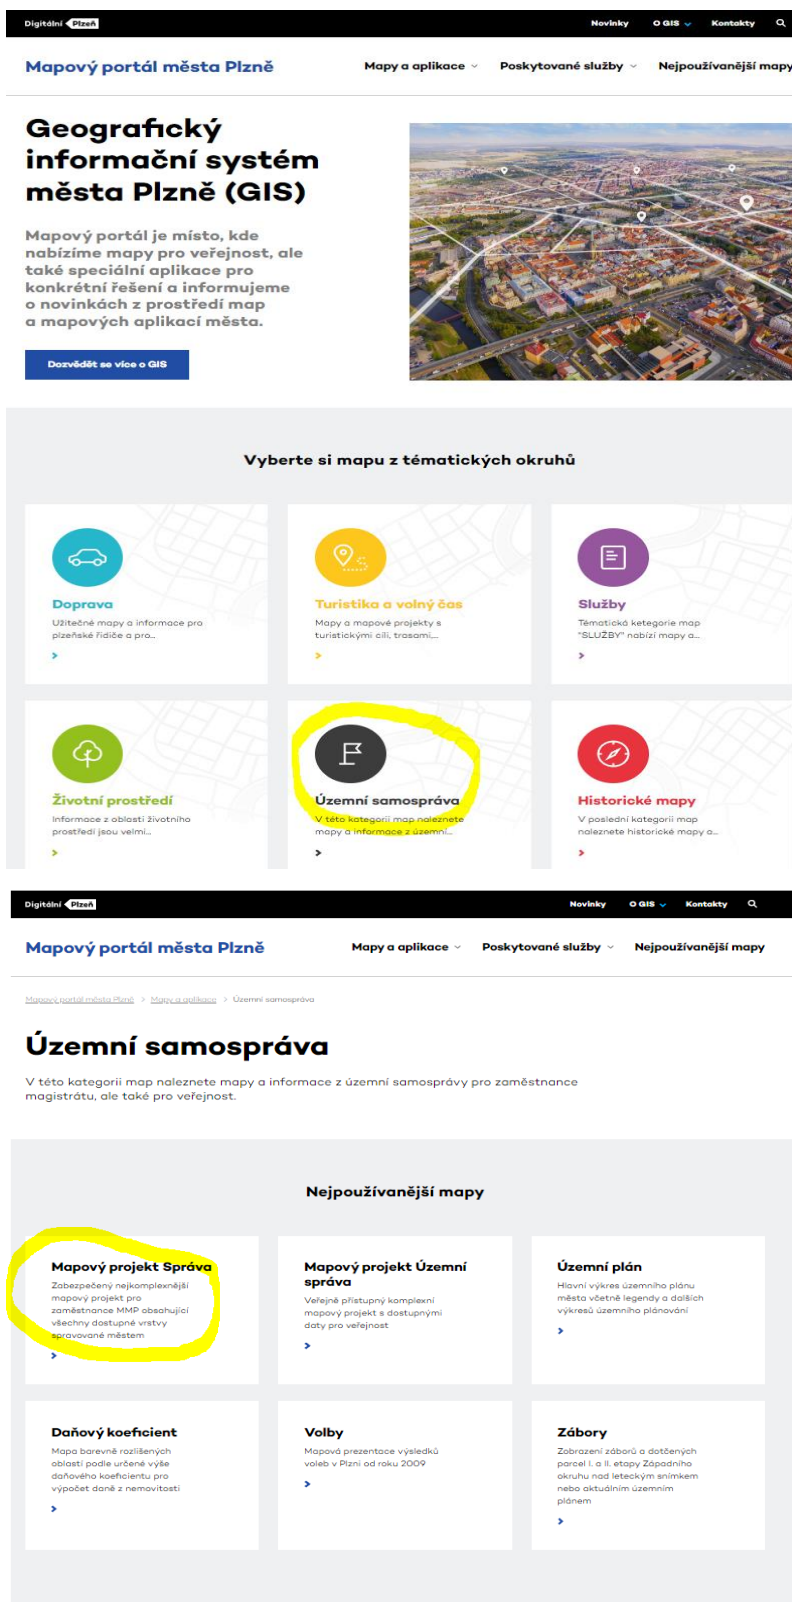 Digitální Plzeň
Novinky O GIS Kontakty
Mapový portál města Plzně
Mapy a aplikace Poskytované služby Nejpoužívanější mapy
Geografický
informační systém
města Plzně (GIS)
Mapový portál je místo, kde
nabízíme mapy pro veřejnost, ale
také speciální aplikace pro
konkrétní řešení a informujeme
o novinkách z prostředí map
a mapových aplikací města.
Dozvědět se více o GIS
Vyberte si mapu z tématických okruhů
Doprava
Užitečné mapy a informace pro
plzeňské řidiče a pro...
Turistika a volný čas
Mapy a mapové projekty s
turistickými cíli, trasami,...
Služby
Tématická ketegorie map
"SLUŽBY" nabízí mapy a...
Životní prostředí
Informace z oblasti životního
prostředí jsou velmi...
Územní samospráva
V této kategorii map naleznete
mapy a informace z územní...
Historické mapy
V poslední kategorii map
naleznete historické mapy a...
Digitální Plzeň
Novinky O GIS Kontakty
Mapový portál města Plzně
Mapy a aplikace Poskytované služby Nejpoužívanější mapy
Mapový portál města Plzně > Mapy a aplikace > Územní samospráva
Územní samospráva
V této kategorii map naleznete mapy a informace z územní samosprávy pro zaměstnance
magistrátu, ale také pro veřejnost.
Nejpoužívanější mapy
Mapový projekt Správa
Zabezpečený nejkomplexnější
mapový projekt pro
zaměstnance MMP obsahující
všechny dostupné vrstvy
spravované městem
Mapový projekt Územní
správa
Veřejně přístupný komplexní
mapový projekt s dostupnými
daty pro veřejnost
Územní plán
Hlavní výkres územního plánu
města včetně legendy a dalších
výkresů územního plánování
Daňový koeficient
Mapa barevně rozlišených
oblastí podle určené výše
daňového koeficientu pro
výpočet daně z nemovitosti
Volby
Mapová prezentace výsledků
voleb v Plzni od roku 2009
Zábory
Zobrazení záborů a dotčených
parcel I. a II. etapy Západního
okruhu nad leteckým snímkem
nebo aktuálním územním
plánem